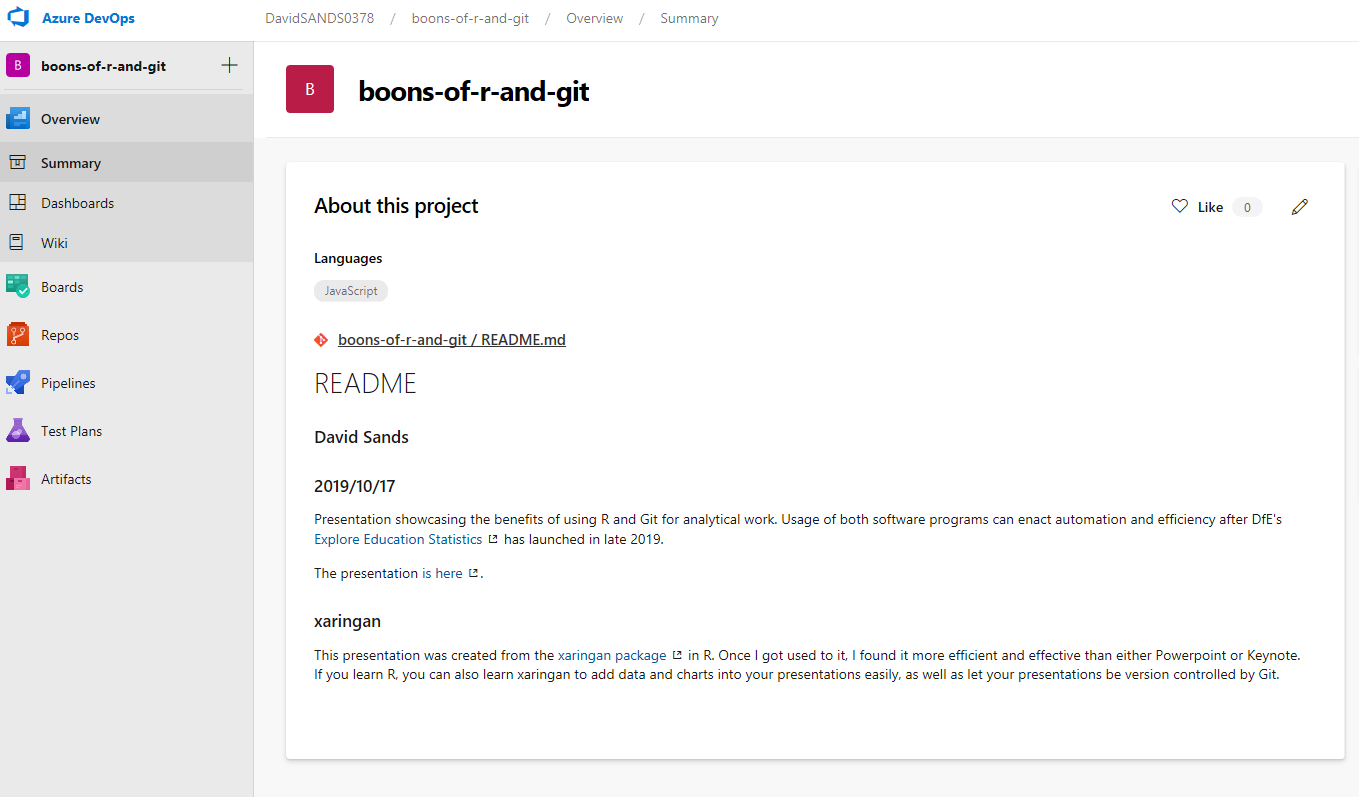 Azure DevOps
DavidSANDS0378 / boons-of-r-and-git / Overview / Summary
B boons-of-r-and-git
Overview
Summary
Dashboards
Wiki
Boards
Repos
Pipelines
Test Plans
Artifacts
B boons-of-r-and-git
About this project
Like 0
Languages
JavaScript
boons-of-r-and-git / README.md
README
David Sands
2019/10/17
Presentation showcasing the benefits of using R and Git for analytical work. Usage of both software programs can enact automation and efficiency after DfE's
Explore Education Statistics has launched in late 2019.
The presentation is here .
xaringan
This presentation was created from the xaringan package in R. Once I got used to it, I found it more efficient and effective than either Powerpoint or Keynote.
If you learn R, you can also learn xaringan to add data and charts into your presentations easily, as well as let your presentations be version controlled by Git.